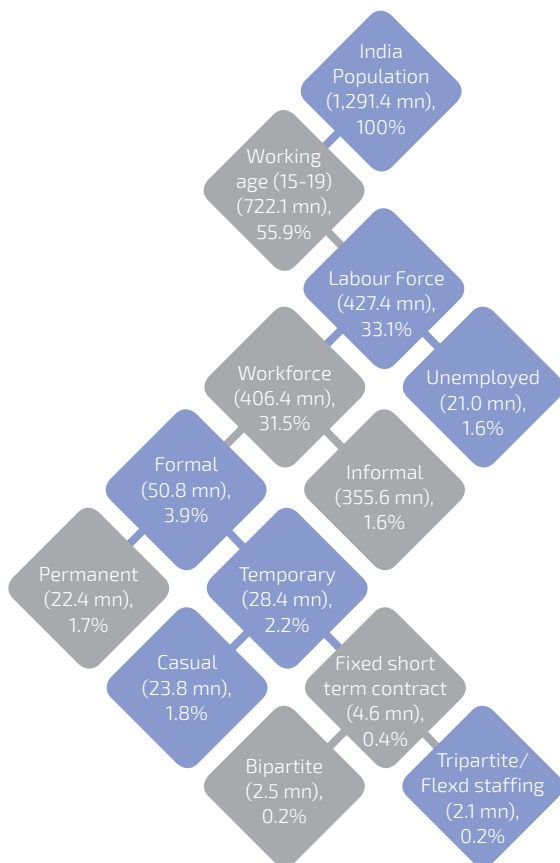 India
Population
(1,291.4 mn),
100%
Working
age (15-19)
(722.1 mn),
55.9%
Labour Force
(427.4 mn),
33.1%
Workforce
(406.4 mn),
31.5%
Unemployed
(21.0 mn),
1.6%
Formal
(50.8 mn),
3.9%
Informal
(355.6 mn),
1.6%
Permanent
(22.4 mn),
1.7%
Temporary
(28.4 mn),
2.2%
Casual
(23.8 mn),
1.8%
Fixed short
term contract
(4.6 mn),
0.4%
Bipartite
(2.5 mn),
0.2%
Tripartite/
Flexd staffing
(2.1 mn),
0.2%